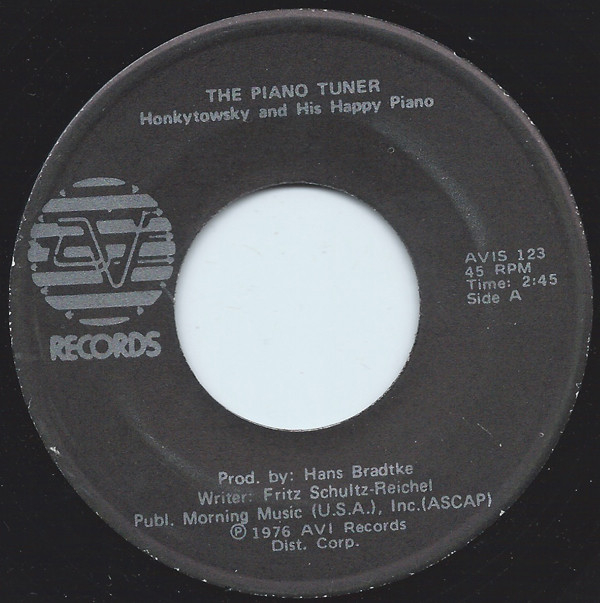 THE PIANO TUNER
Honkytowsky and His Happy Piano
AVI
RECORDS
AVIS 123
45 RPM
Time: 2:45
Side A
Prod. by: Hans Bradtke
Writer: Fritz Schultz-Reichel
Publ. Morning Music (U.S.A.), Inc.(ASCAP)
℗ 1976 AVI Records
Dist. Corp.